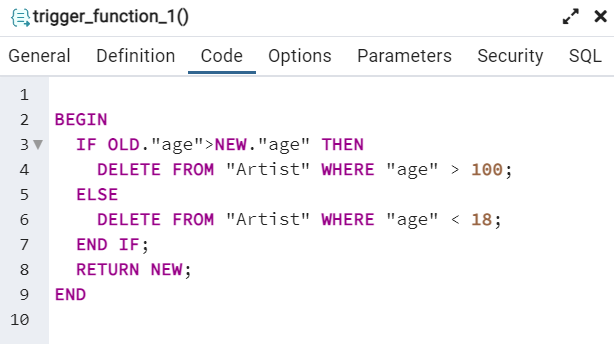 trigger_function_1()
General Definition Code Options Parameters Security SQL
1
2 BEGIN
3 IF OLD."age">NEW."age" THEN
4 DELETE FROM "Artist" WHERE "age" > 100;
5 ELSE
6 DELETE FROM "Artist" WHERE "age" < 18;
7 END IF;
8 RETURN NEW;
9 END
10